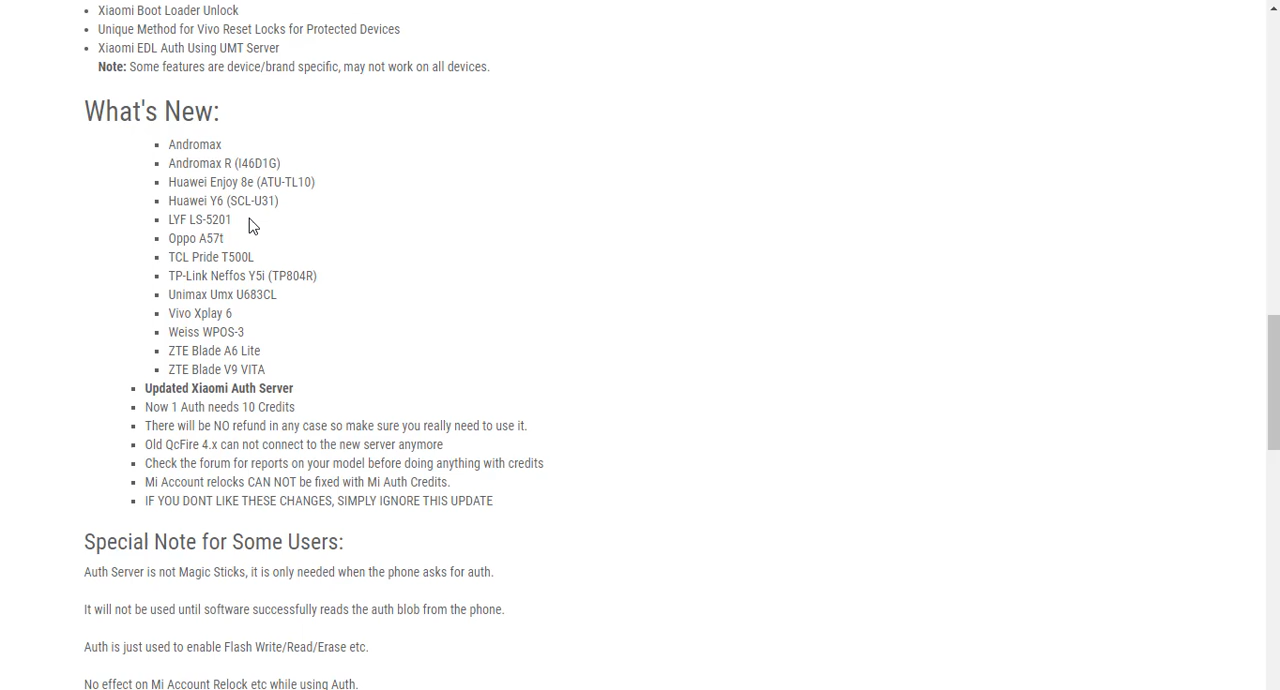 Xiaomi Boot Loader Unlock
Unique Method for Vivo Reset Locks for Protected Devices
Xiaomi EDL Auth Using UMT Server
Note: Some features are device/brand specific, may not work on all devices.
What's New:
Andromax
Andromax R (I46D1G)
Huawei Enjoy 8e (ATU-TL10)
Huawei Y6 (SCL-U31)
LYF LS-5201
Oppo A57t
TCL Pride T500L
TP-Link Neffos Y5i (TP804R)
Unimax Umx U683CL
Vivo Xplay 6
Weiss WPOS-3
ZTE Blade A6 Lite
ZTE Blade V9 VITA
Updated Xiaomi Auth Server
Now 1 Auth needs 10 Credits
There will be NO refund in any case so make sure you really need to use it.
Old QcFire 4.x can not connect to the new server anymore
Check the forum for reports on your model before doing anything with credits
Mi Account relocks CAN NOT be fixed with Mi Auth Credits.
IF YOU DONT LIKE THESE CHANGES, SIMPLY IGNORE THIS UPDATE
Special Note for Some Users:
Auth Server is not Magic Sticks, it is only needed when the phone asks for auth.
It will not be used until software successfully reads the auth blob from the phone.
Auth is just used to enable Flash Write/Read/Erase etc.
No effect on Mi Account Relock etc while using Auth.